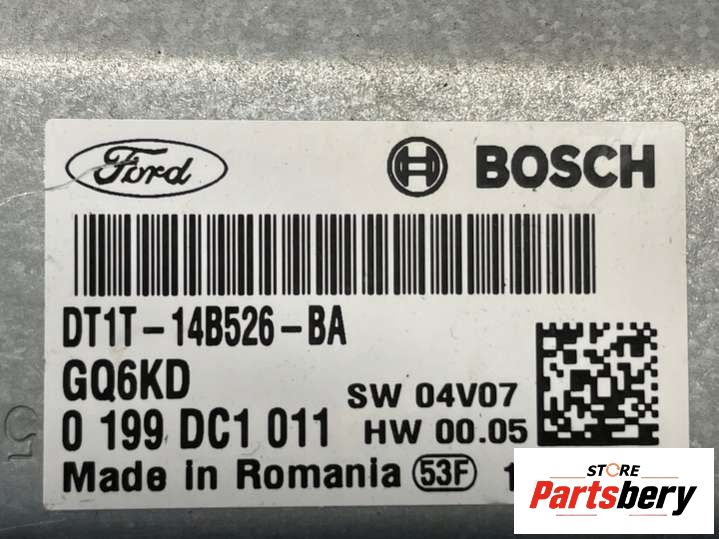 Ford BOSCH
DT1T-14B526-BA
GQ6KD
SW 04V07
0 199 DC1 011
HW 00.05
Made in Romania 53F 1
STORE
Partsbery